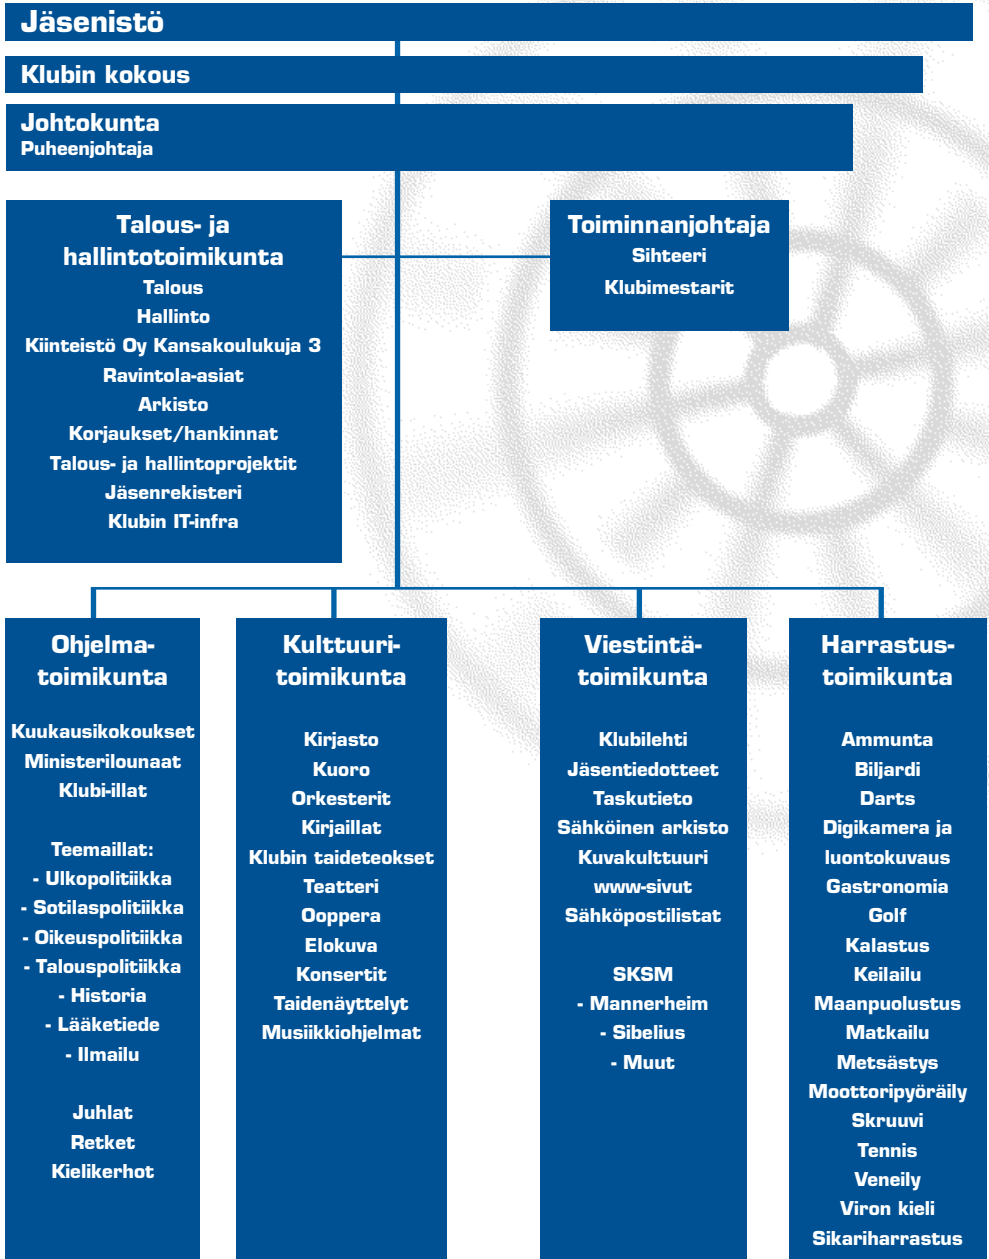 Jäsenistö
Klubin kokous
Johtokunta
Puheenjohtaja
Talous- ja
hallintotoimikunta
Talous
Hallinto
Kiinteistö Oy Kansakoulukuja 3
Ravintola-asiat
Arkisto
Korjaukset/hankinnat
Talous- ja hallintoprojektit
Jäsenrekisteri
Klubin IT-infra
Toiminnanjohtaja
Sihteeri
Klubimestarit
Ohjelma-
toimikunta
Kuukausikokoukset
Ministerilounaat
Klubi-illat
Teemaillat:
- Ulkopolitiikka
- Sotilaspolitiikka
- Oikeuspolitiikka
- Talouspolitiikka
- Historia
- Lääketiede
- Ilmailu
Juhlat
Retket
Kielikerhot
Kulttuuri-
toimikunta
Kirjasto
Kuoro
Orkesterit
Kirjaillat
Klubin taideteokset
Teatteri
Ooppera
Elokuva
Konsertit
Taidenäyttelyt
Musiikkiohjelmat
Viestintä-
toimikunta
Klubilehti
Jäsentiedotteet
Taskutieto
Sähköinen arkisto
Kuvakulttuuri
www-sivut
Sähköpostilistat
SKSM
- Mannerheim
- Sibelius
- Muut
Harrastus-
toimikunta
Ammunta
Biljardi
Darts
Digikamera ja
luontokuvaus
Gastronomia
Golf
Kalastus
Keilailu
Maanpuolustus
Matkailu
Metsästys
Moottoripyöräily
Skruuvi
Tennis
Veneily
Viron kieli
Sikariharrastus